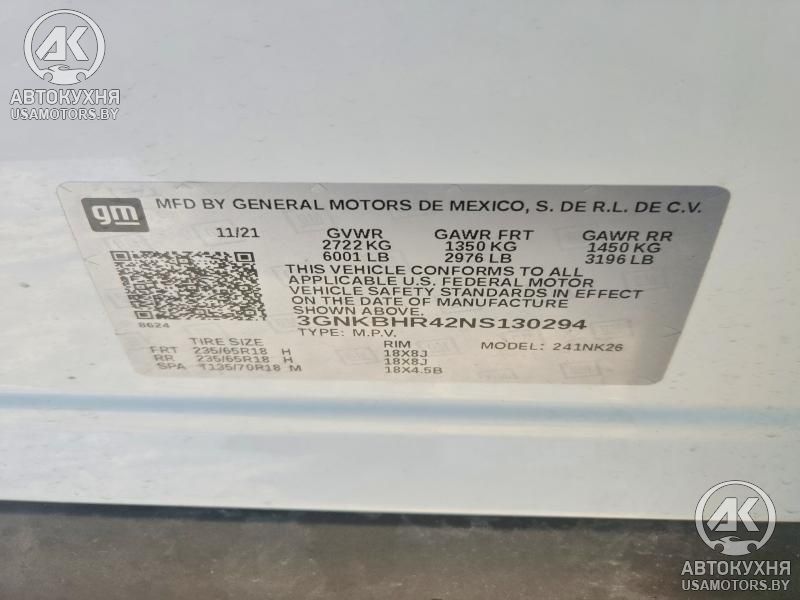 AK
АВТОКУХНЯ
USAMOTORS.BY
gm MFD BY GENERAL MOTORS DE MEXICO, S. DE R.L. DE C.V.
11/21 GVWR GAWR FRT GAWR RR
2722 KG 1350 KG 1450 KG
6001 LB 2976 LB 3196 LB
THIS VEHICLE CONFORMS TO ALL
APPLICABLE U.S. FEDERAL MOTOR
VEHICLE SAFETY STANDARDS IN EFFECT
ON THE DATE OF MANUFACTURE
SHOWN ABOVE.
8624 3GNKBHR42NS130294
TYPE: M.P.V. MODEL: 241NK26
TIRE SIZE RIM
FRT 235/65R18 H 18X8J
RR 235/65R18 H 18X8J
SPA T135/70R18 M 18X4.5B
AK
АВТОКУХНЯ
USAMOTORS.BY